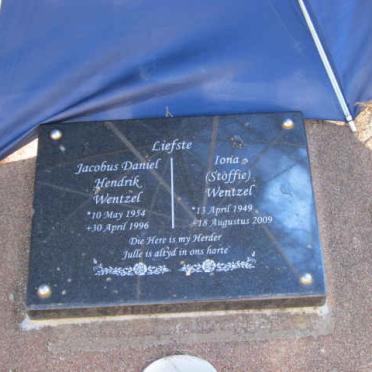 Liefste
Jacobus Daniel
Hendrik
Wentzel
*10 May 1954
+30 April 1996
Iona
(Stoffie)
Wentzel
*13 April 1949
+18 Augustus 2009
Die Here is my Herder
Julle is altyd in ons harte